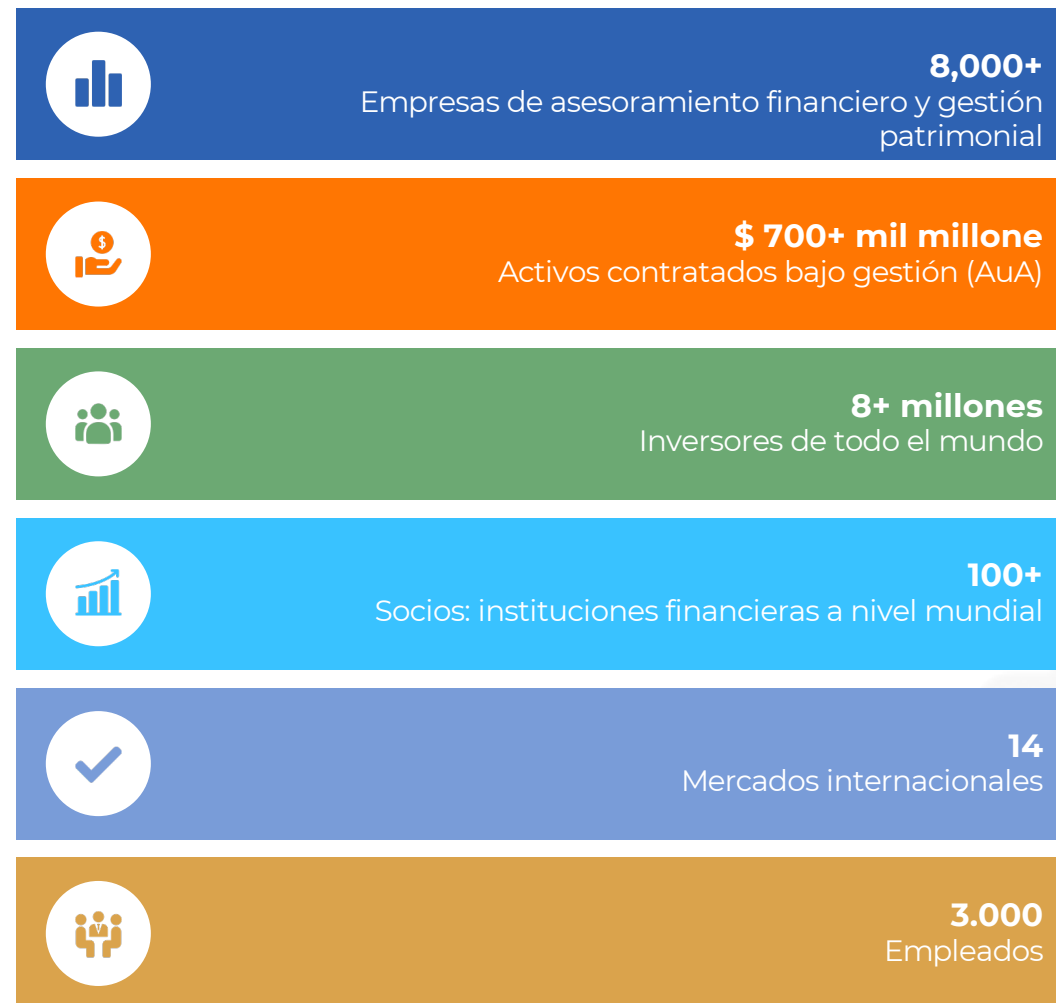 8,000+
Empresas de asesoramiento financiero y gestión
patrimonial
$ 700+ mil millone
Activos contratados bajo gestión (AuA)
8+ millones
Inversores de todo el mundo
100+
Socios: instituciones financieras a nivel mundial
14
Mercados internacionales
3.000
Empleados